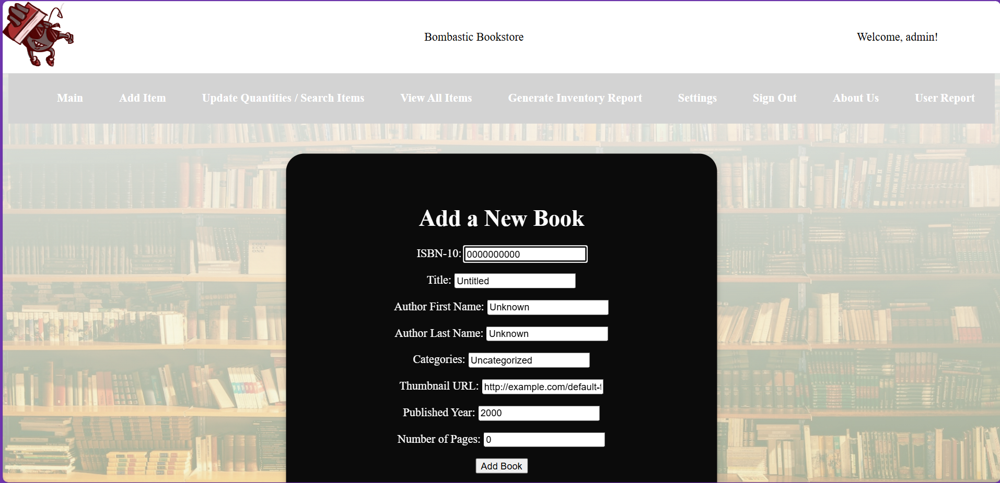 Bombastic Bookstore
Welcome, admin!
Main Add Item Update Quantities / Search Items View All Items Generate Inventory Report Settings Sign Out About Us User Report
Add a New Book
ISBN-10: 0000000000
Title: Untitled
Author First Name: Unknown
Author Last Name: Unknown
Categories: Uncategorized
Thumbnail URL: http://example.com/default-
Published Year: 2000
Number of Pages: 0
Add Book